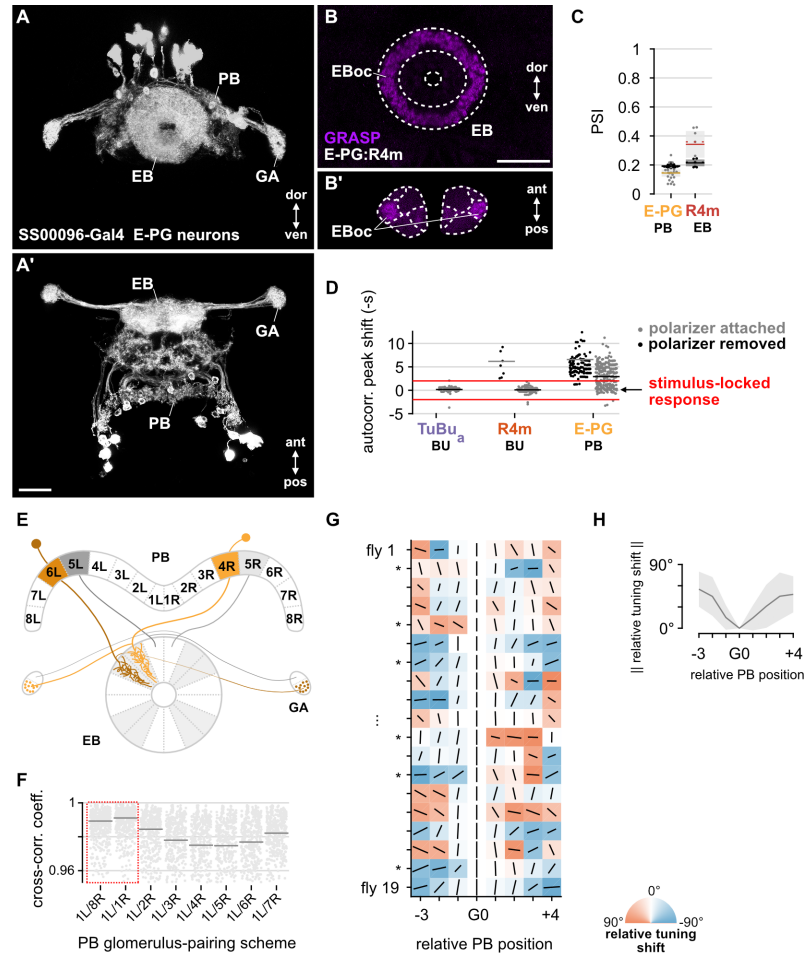 A
PB
EB
GA
dor
ven
SS00096-Gal4 E-PG neurons
A'
EB
GA
PB
ant
pos
B
EBoc
dor
ven
EB
GRASP
E-PG:R4m
B'
ant
pos
EBoc
C
PSI
1
0.8
0.6
0.4
0.2
0
E-PG R4m
PB EB
D
autocorr. peak shift (-s)
10
5
0
-5
TuBua R4m E-PG
BU BU PB
polarizer attached
polarizer removed
stimulus-locked
response
E
PB
6L 5L 4L 3L 2L 1L 1R 2R 3R 4R 5R 6R
7L 7R
8L 8R
EB
GA
F
cross-corr. coeff.
1
0.96
1L/8R 1L/1R 1L/2R 1L/3R 1L/4R 1L/5R 1L/6R 1L/7R
PB glomerulus-pairing scheme
G
fly 1
*
*
*
...
*
*
*
fly 19
-3 G0 +4
relative PB position
H
|| relative tuning shift ||
90°
0°
-3 G0 +4
relative PB position
0°
90° -90°
relative tuning
shift